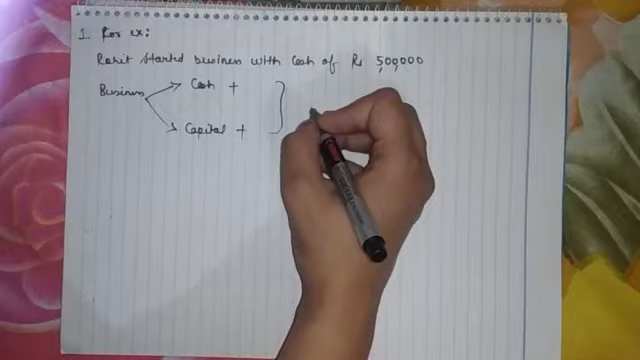 1. For ex:
Rohit started business with Cash of Rs 5,00,000
Business
Cash +
Capital +